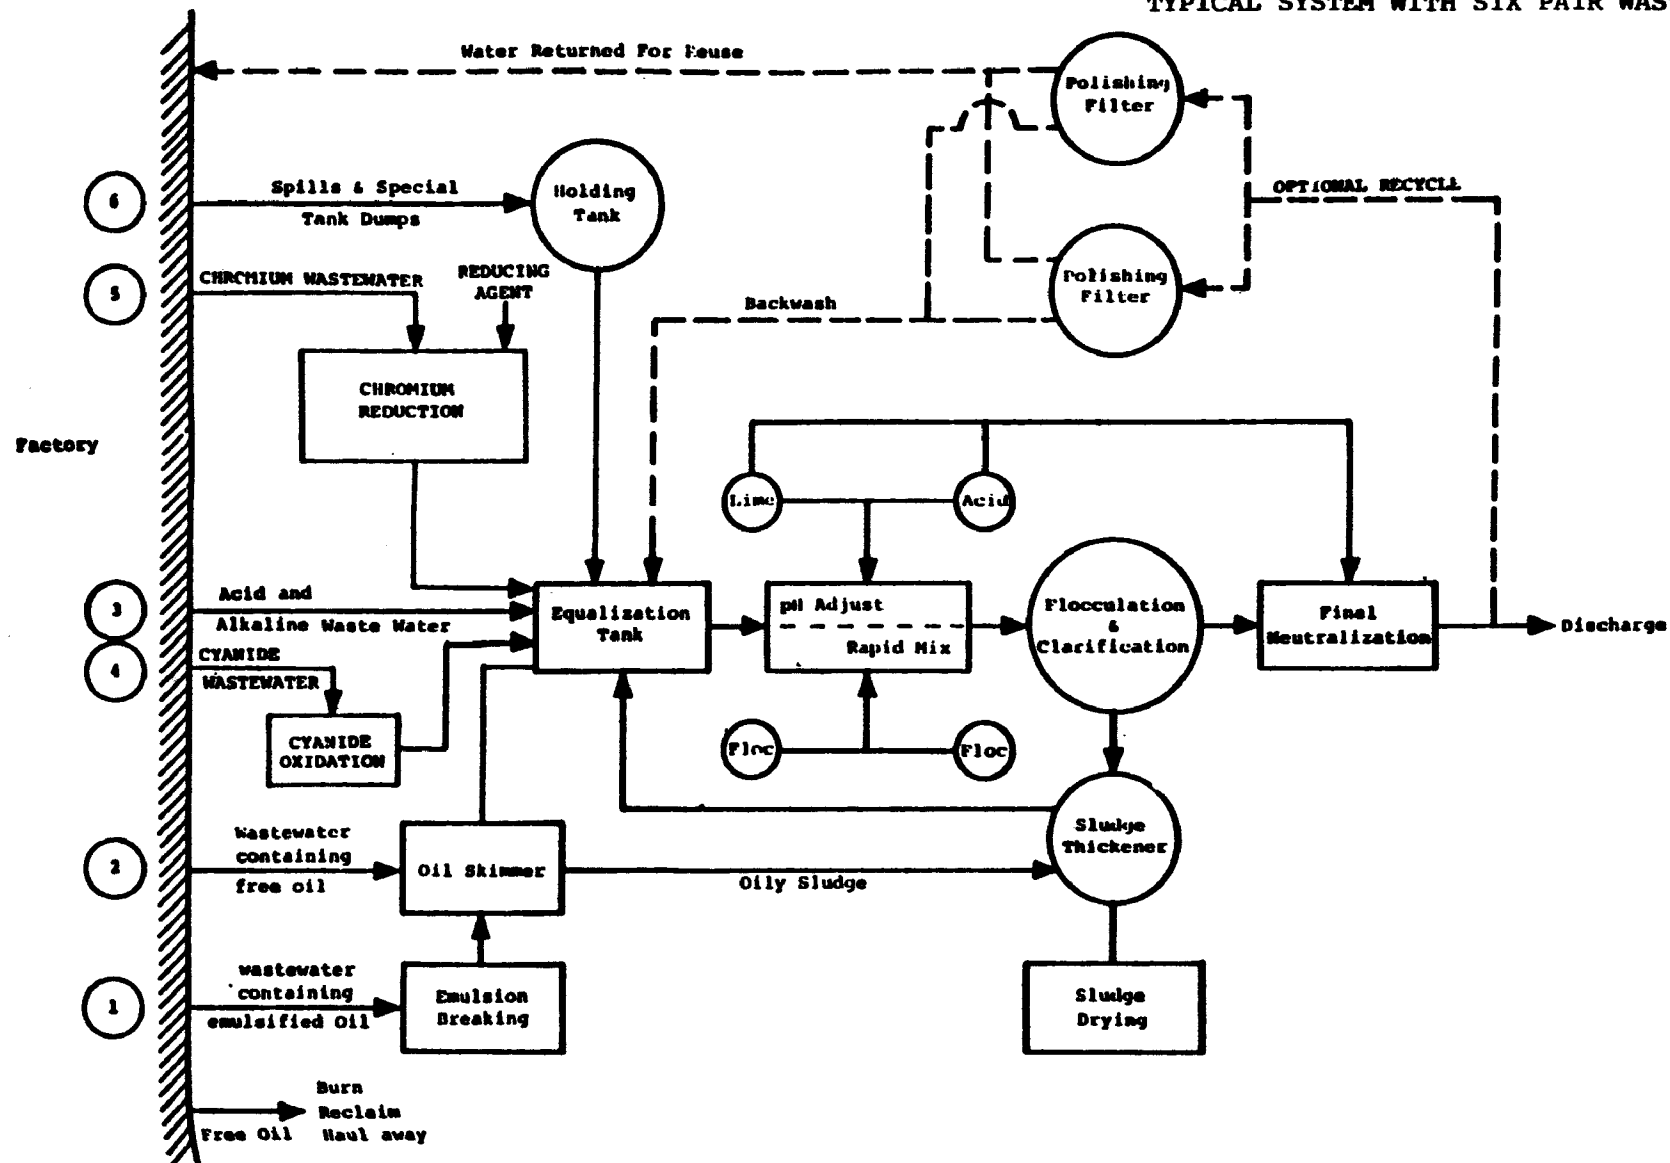 TYPICAL SYSTEM WITH SIX PAIR WAS
Water Returned For Reuse
Polishing
Filter
6
Spills & Special
Tank Dumps
Holding
Tank
OPTIONAL RECYCLE
5
CHROMIUM WASTEWATER
REDUCING
AGENT
Polishing
Filter
Backwash
CHROMIUM
REDUCTION
Factory
Lime
Acid
3
Acid and
Alkaline Waste Water
Equalization
Tank
pH Adjust
Rapid Mix
Flocculation
&
Clarification
Final
Neutralization
Discharge
4
CYANIDE
WASTEWATER
CYANIDE
OXIDATION
Floc
Floc
2
Wastewater
containing
free oil
Oil Skimmer
Oily Sludge
Sludge
Thickener
1
wastewater
containing
emulsified Oil
Emulsion
Breaking
Sludge
Drying
Burn
Reclaim
Free Oil Haul away